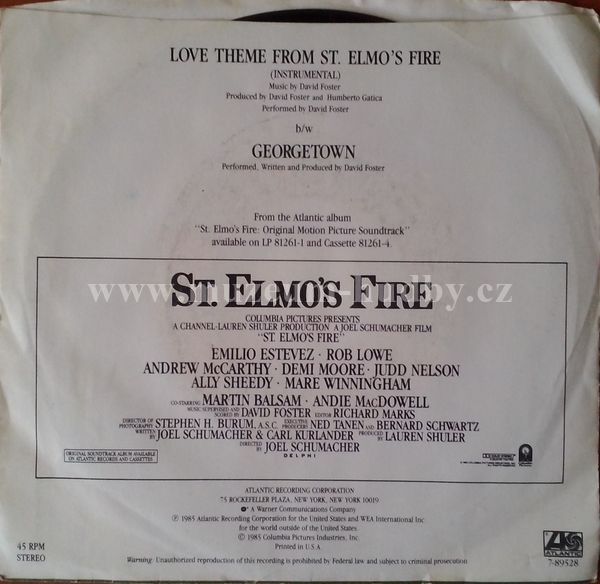 LOVE THEME FROM ST. ELMO'S FIRE
(INSTRUMENTAL)
Music by David Foster
Produced by David Foster and Humberto Gatica
Performed by David Foster
b/w
GEORGETOWN
Performed, Written and Produced by David Foster
From the Atlantic album
"St. Elmo's Fire: Original Motion Picture Soundtrack"
available on LP 81261-1 and Cassette 81261-4.
ST. ELMO'S FIRE
COLUMBIA PICTURES PRESENTS
A CHANNEL-LAUREN SHULER PRODUCTION A JOEL SCHUMACHER FILM
"ST. ELMO'S FIRE"
EMILIO ESTEVEZ · ROB LOWE
ANDREW McCARTHY · DEMI MOORE · JUDD NELSON
ALLY SHEEDY · MARE WINNINGHAM
CO-STARRING MARTIN BALSAM · ANDIE MacDOWELL
MUSIC SUPERVISED AND SCORED BY DAVID FOSTER EDITOR RICHARD MARKS
DIRECTOR OF PHOTOGRAPHY STEPHEN H. BURUM, A.S.C. EXECUTIVE PRODUCERS NED TANEN AND BERNARD SCHWARTZ
WRITTEN BY JOEL SCHUMACHER & CARL KURLANDER PRODUCED BY LAUREN SHULER
DIRECTED BY JOEL SCHUMACHER
DELPHI
ORIGINAL SOUNDTRACK ALBUM AVAILABLE
ON ATLANTIC RECORDS AND CASSETTES
ATLANTIC RECORDING CORPORATION
75 ROCKEFELLER PLAZA, NEW YORK, NEW YORK 10019
A Warner Communications Company
℗ 1985 Atlantic Recording Corporation for the United States and WEA International Inc.
for the world outside of the United States.
© 1985 Columbia Pictures Industries, Inc.
Printed in U.S.A.
45 RPM
STEREO
ATLANTIC
7-89528
Warning: Unauthorized reproduction of this recording is prohibited by Federal law and subject to criminal prosecution